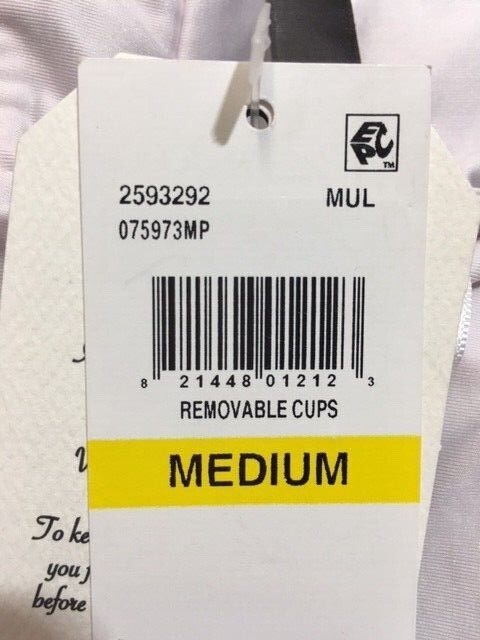 EPC
TM
2593292 MUL
075973MP
8 21448 01212 3
REMOVABLE CUPS
MEDIUM
To ke
you
before